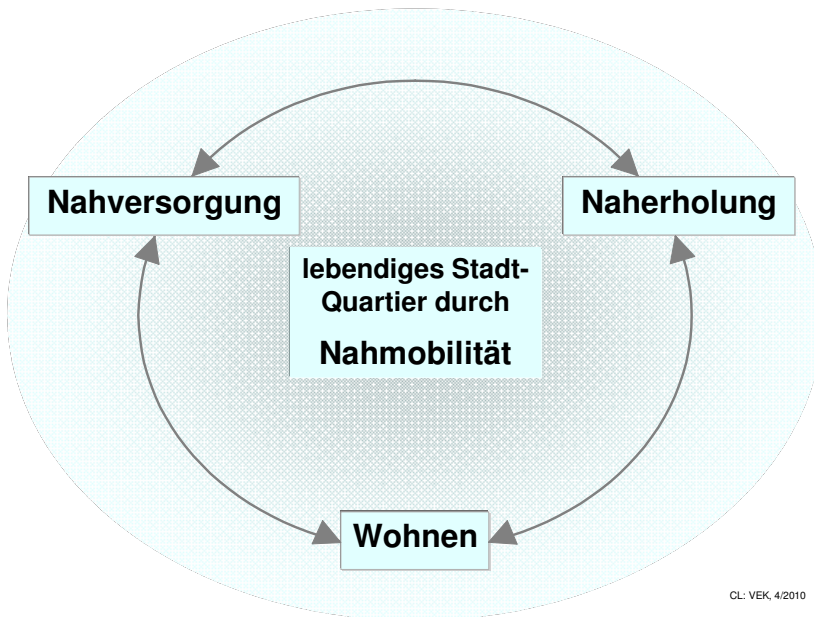 Nahversorgung
Naherholung
lebendiges Stadt-
Quartier durch
Nahmobilität
Wohnen
CL: VEK, 4/2010